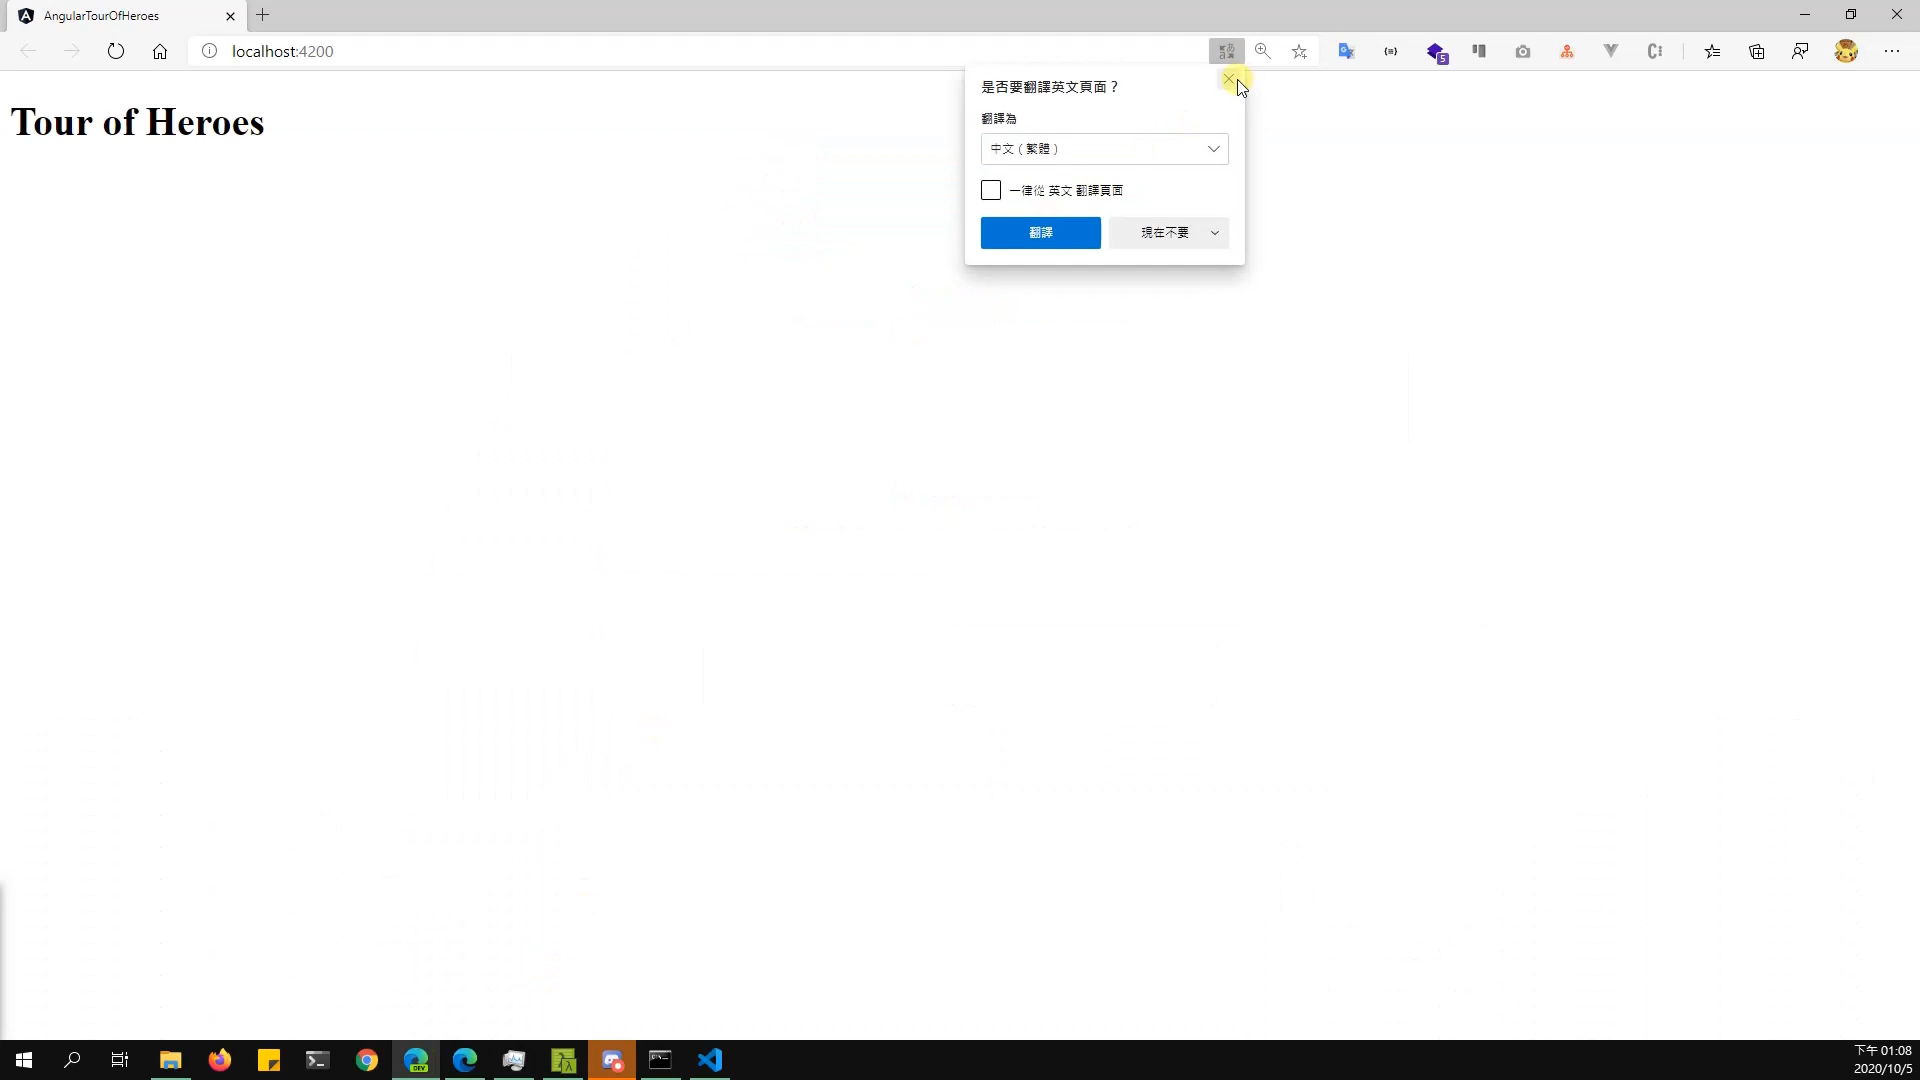 AngularTourOfHeroes
localhost:4200
5
是否要翻譯英文頁面？
翻譯為
中文（繁體）
一律從 英文 翻譯頁面
翻譯
現在不要
Tour of Heroes
DEV
下午 01:08
2020/10/5